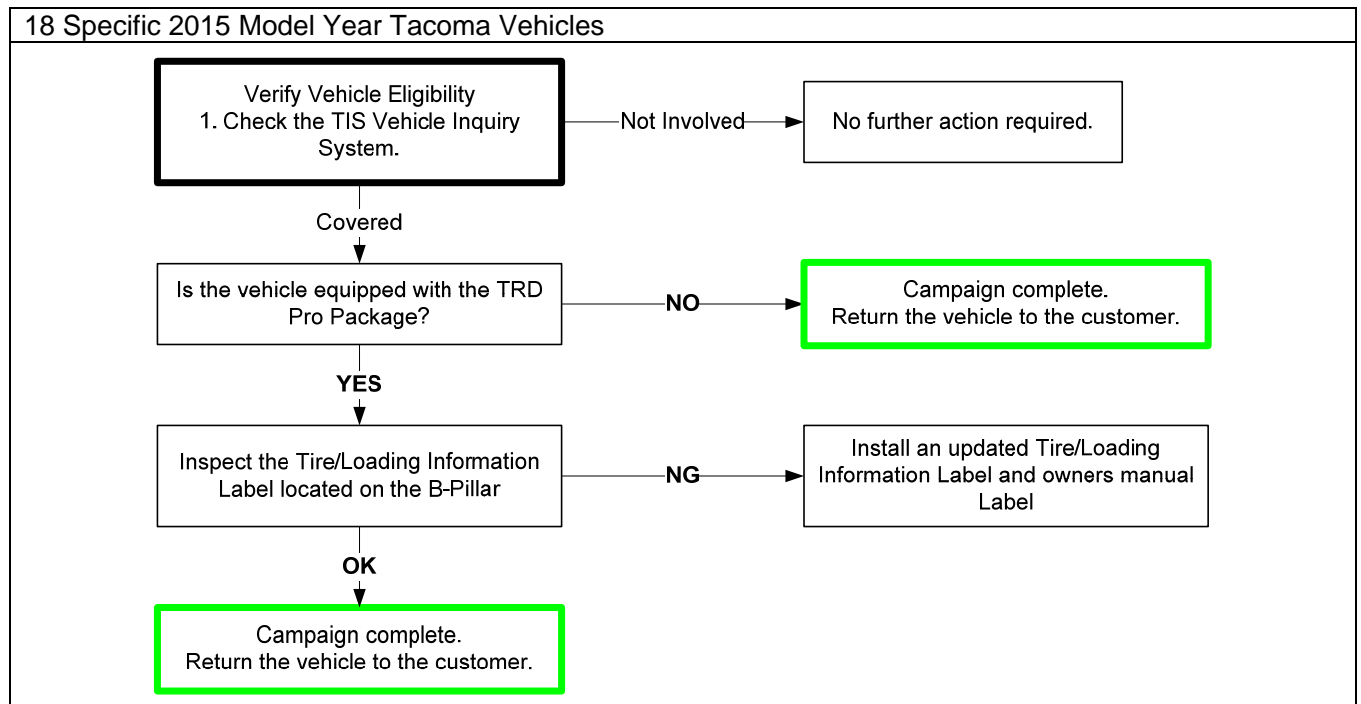 18 Specific 2015 Model Year Tacoma Vehicles
Verify Vehicle Eligibility
1. Check the TIS Vehicle Inquiry
System.
Not Involved
No further action required.
Covered
Is the vehicle equipped with the TRD
Pro Package?
NO
Campaign complete.
Return the vehicle to the customer.
YES
Inspect the Tire/Loading Information
Label located on the B-Pillar
NG
Install an updated Tire/Loading
Information Label and owners manual
Label
OK
Campaign complete.
Return the vehicle to the customer.